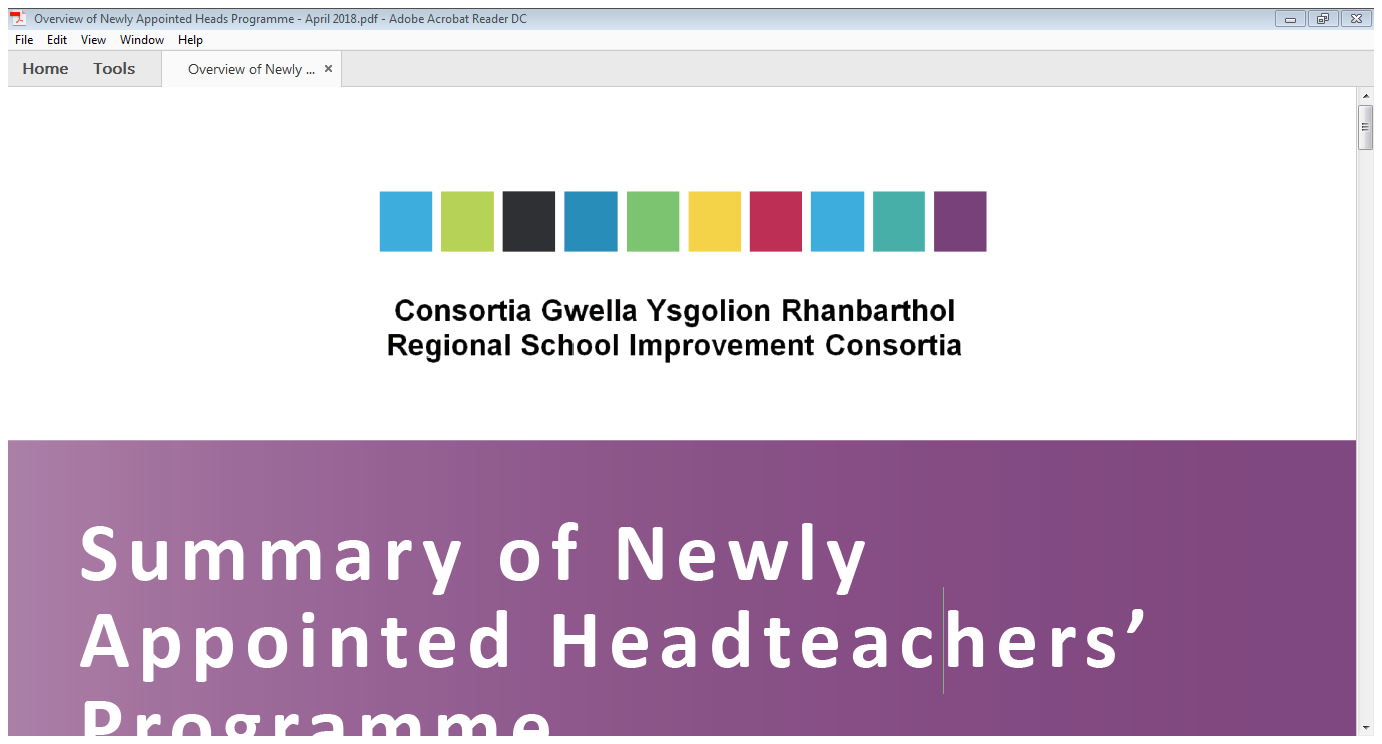 Overview of Newly Appointed Heads Programme - April 2018.pdf - Adobe Acrobat Reader DC
File Edit View Window Help
Home Tools Overview of Newly ...
Consortia Gwella Ysgolion Rhanbarthol
Regional School Improvement Consortia
Summary of Newly
Appointed Headteachers’
Programme